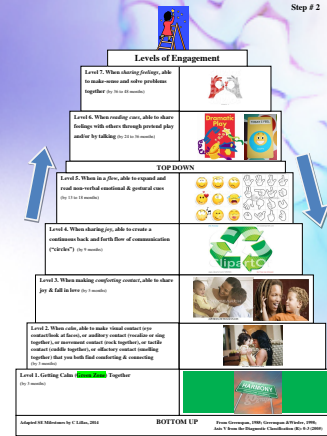 Step # 2
Levels of Engagement
Level 7. When sharing feelings, able
to make-sense and solve problems
together (by 36 to 48 months)
Level 6. When reading cues, able to share
feelings with others through pretend play
and/or by talking (by 24 to 36 months)
Dramatic
Play
TOP DOWN
Level 5. When in a flow, able to expand and
read non-verbal emotional & gestural cues
(by 13 to 18 months)
Level 4. When sharing joy, able to create a
continuous back and forth flow of communication
("circles") (by 9 months)
ClipartO
Level 3. When making comforting contact, able to share
joy & fall in love (by 5 months)
Level 2. When calm, able to make visual contact (eye
contact/look at faces), or auditory contact (vocalize or sing
together), or movement contact (rock together), or tactile
contact (cuddle together), or olfactory contact (smelling
together) that you both find comforting & connecting
(by 3 months)
Level 1. Getting Calm (Green Zone) Together
(by 3 months)
HARMONY
Adapted SE Milestones by C Lillas, 2014
BOTTOM UP
From Greenspan, 1985; Greenspan &Wieder, 1998;
Axis V from the Diagnostic Classification (R): 0-3 (2005)